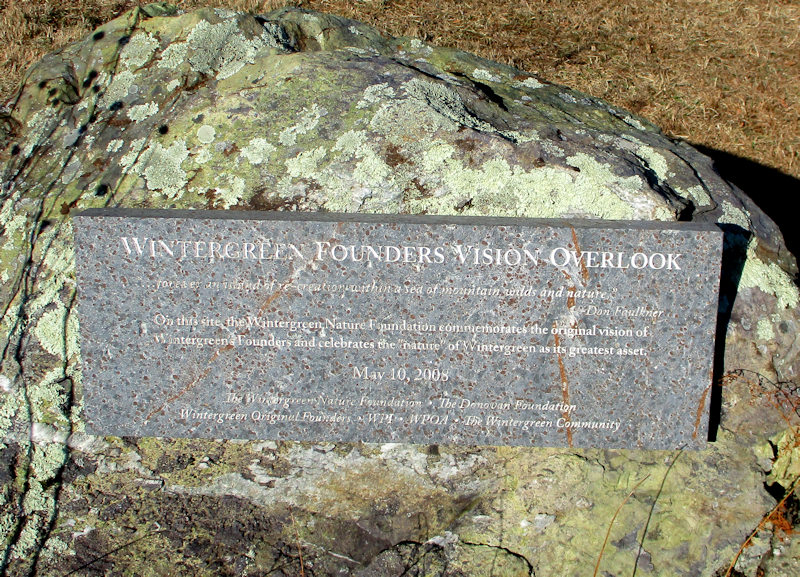 Wintergreen Founders Vision Overlook
"...forever an island of re-creation within a sea of mountain wilds and nature."
-Don Faulkner
On this site, the Wintergreen Nature Foundation commemorates the original vision of
Wintergreen's Founders and celebrates the "nature" of Wintergreen as its greatest asset.
May 10, 2008
The Wintergreen Nature Foundation • The Donovan Foundation
Wintergreen Original Founders • WPI • WPOA • The Wintergreen Community